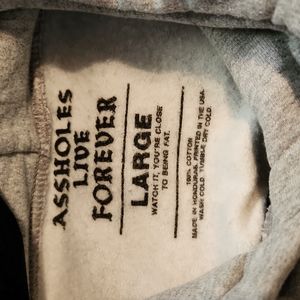 ASSHOLES
LIVE
FOREVER
LARGE
WATCH IT, YOU'RE CLOSE
TO BEING FAT.
100% COTTON
MADE IN HONDURAS, PRINTED IN THE USA.
WASH COLD. TUMBLE DRY COLD.